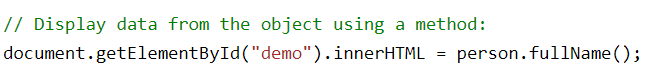 // Display data from the object using a method:
document.getElementById("demo").innerHTML = person.fullName();